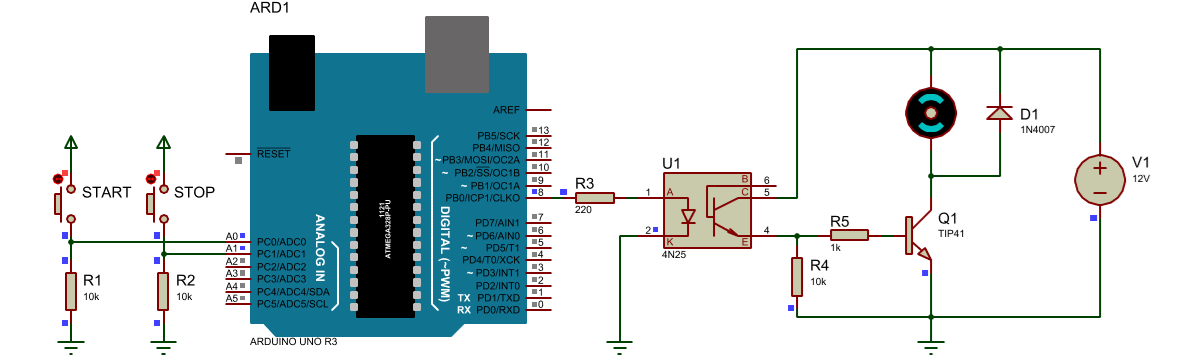 ARD1
START
STOP
R1
10k
R2
10k
RESET
A0
A1
A2
A3
A4
A5
PC0/ADC0
PC1/ADC1
PC2/ADC2
PC3/ADC3
PC4/ADC4/SDA
PC5/ADC5/SCL
ANALOG IN
1121
ATMEGA328P-PU
DIGITAL (~PWM)
AREF
PB5/SCK 13
PB4/MISO 12
~PB3/MOSI/OC2A 11
~ PB2/SS/OC1B 10
~ PB1/OC1A 9
PB0/ICP1/CLKO 8
PD7/AIN1 7
~ PD6/AIN0 6
~ PD5/T1 5
PD4/T0/XCK 4
~ PD3/INT1 3
PD2/INT0 2
TX PD1/TXD 1
RX PD0/RXD 0
ARDUINO UNO R3
R3
220
U1
1
2
A
K
B
C
E
6
5
4
4N25
R5
1k
R4
10k
Q1
TIP41
D1
1N4007
V1
12V
+